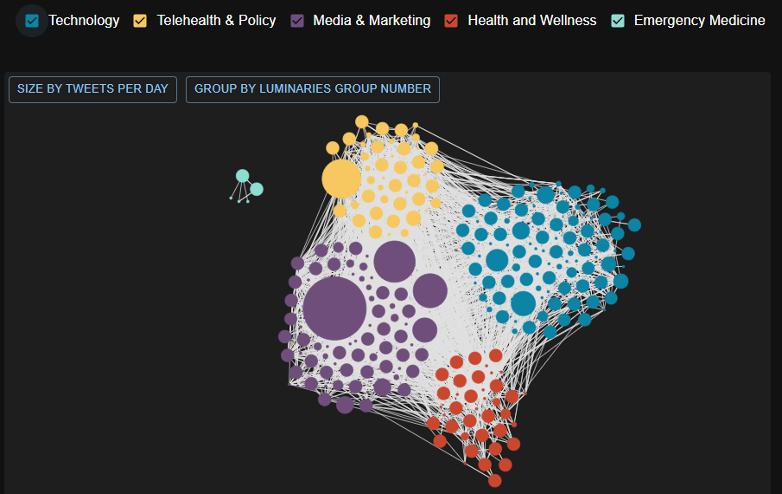 Technology Telehealth & Policy Media & Marketing Health and Wellness Emergency Medicine
SIZE BY TWEETS PER DAY GROUP BY LUMINARIES GROUP NUMBER